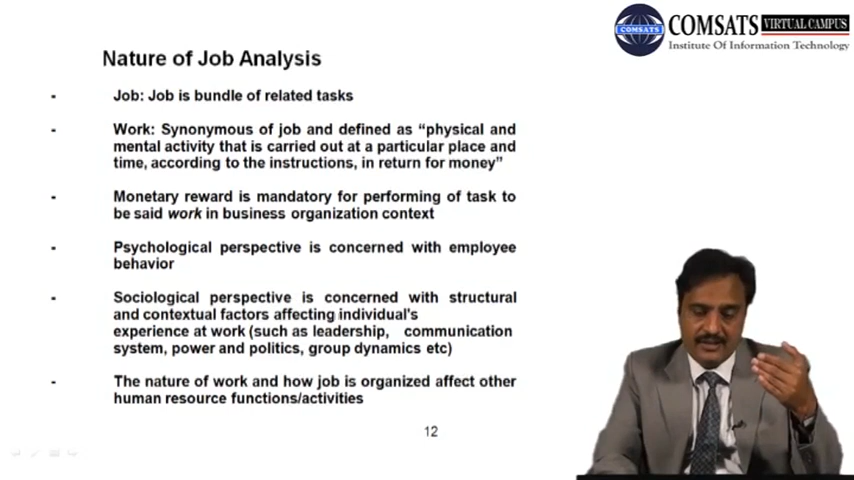 COMSATS
COMSATS VIRTUAL CAMPUS
Institute Of Information Technology
Nature of Job Analysis
- Job: Job is bundle of related tasks
- Work: Synonymous of job and defined as “physical and
mental activity that is carried out at a particular place and
time, according to the instructions, in return for money”
- Monetary reward is mandatory for performing of task to
be said work in business organization context
- Psychological perspective is concerned with employee
behavior
- Sociological perspective is concerned with structural
and contextual factors affecting individual's
experience at work (such as leadership, communication
system, power and politics, group dynamics etc)
- The nature of work and how job is organized affect other
human resource functions/activities
12